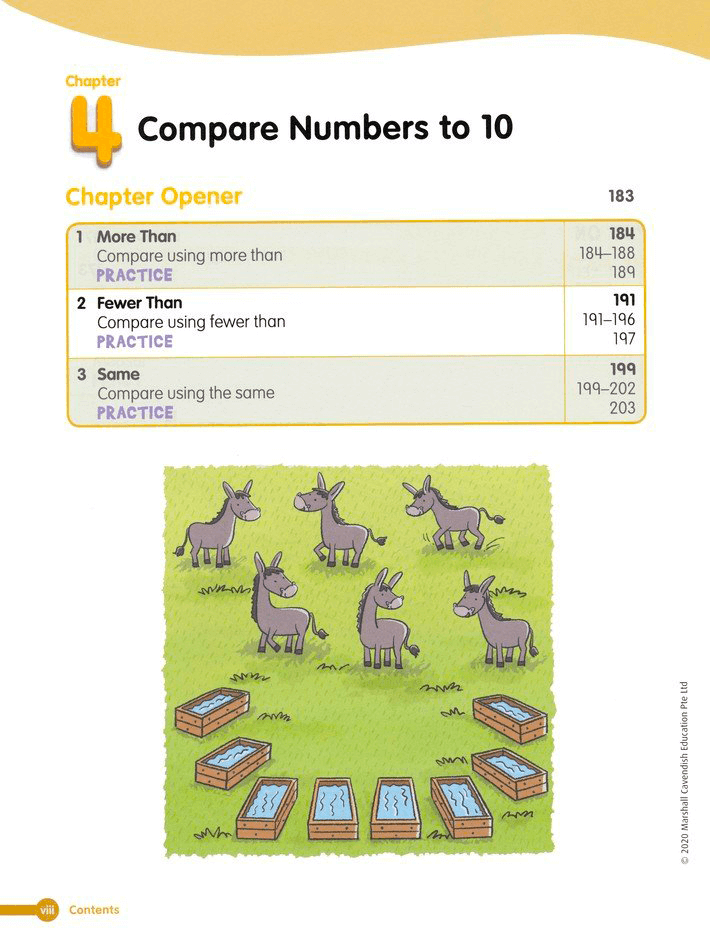 Chapter
4 Compare Numbers to 10
Chapter Opener 183
1 More Than 184
Compare using more than 184–188
PRACTICE 189
2 Fewer Than 191
Compare using fewer than 191–196
PRACTICE 197
3 Same 199
Compare using the same 199–202
PRACTICE 203
© 2020 Marshall Cavendish Education Pte Ltd
viii Contents